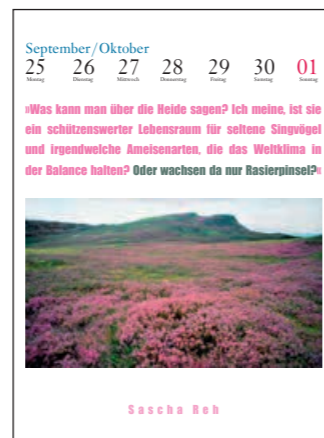 September/Oktober
25 26 27 28 29 30 01
Montag Dienstag Mittwoch Donnerstag Freitag Samstag Sonntag
»Was kann man über die Heide sagen? Ich meine, ist sie
ein schützenswerter Lebensraum für seltene Singvögel
und irgendwelche Ameisenarten, die das Weltklima in
der Balance halten? Oder wachsen da nur Rasierpinsel?«
Sascha Reh